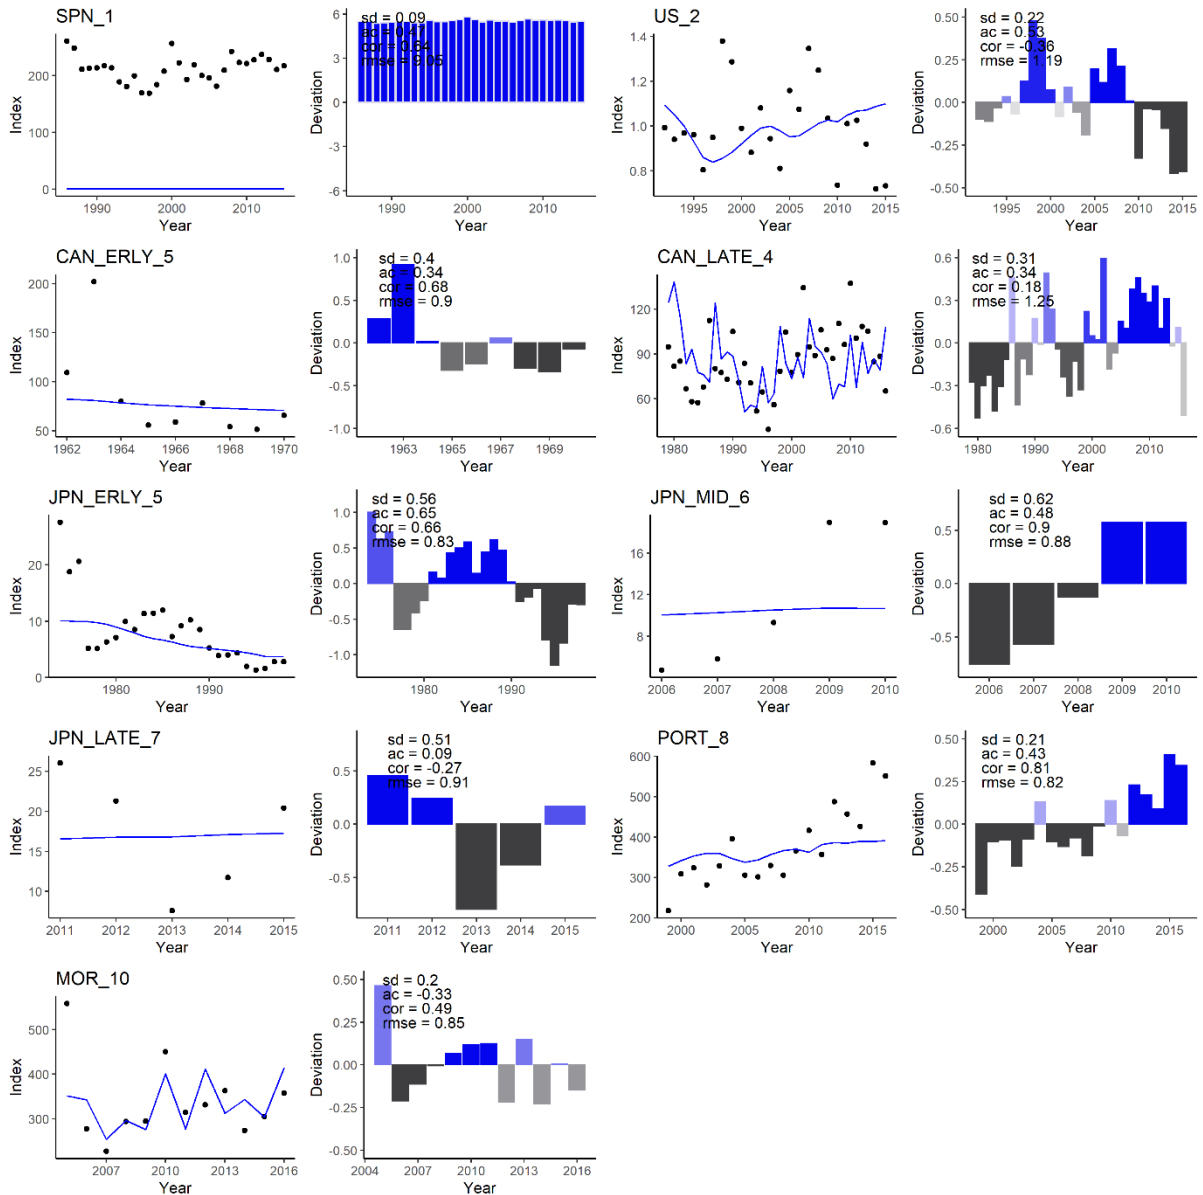 SPN_1
Index
200
100
0
1990
2000
2010
Year
Deviation
6
3
0
-3
-6
sd = 0.09
ac = 0.47
cor = 0.64
rmse = 9.05
1990
2000
2010
Year
US_2
Index
1.4
1.2
1.0
0.8
1995
2000
2005
2010
2015
Year
Deviation
0.50
0.25
0.00
-0.25
-0.50
sd = 0.22
ac = 0.53
cor = -0.36
rmse = 1.19
1995
2000
2005
2010
2015
Year
CAN_ERLY_5
Index
200
150
100
50
1962
1964
1966
1968
1970
Year
Deviation
1.0
0.5
0.0
-0.5
-1.0
sd = 0.4
ac = 0.34
cor = 0.68
rmse = 0.9
1963
1965
1967
1969
Year
CAN_LATE_4
Index
120
90
60
1980
1990
2000
2010
Year
Deviation
0.6
0.3
0.0
-0.3
-0.6
sd = 0.31
ac = 0.34
cor = 0.18
rmse = 1.25
1980
1990
2000
2010
Year
JPN_ERLY_5
Index
20
10
0
1980
1990
Year
Deviation
1.0
0.5
0.0
-0.5
-1.0
sd = 0.56
ac = 0.65
cor = 0.66
rmse = 0.83
1980
1990
Year
JPN_MID_6
Index
16
12
8
2006
2007
2008
2009
2010
Year
Deviation
0.5
0.0
-0.5
sd = 0.62
ac = 0.48
cor = 0.9
rmse = 0.88
2006
2007
2008
2009
2010
Year
JPN_LATE_7
Index
25
20
15
10
2011
2012
2013
2014
2015
Year
Deviation
0.5
0.0
-0.5
sd = 0.51
ac = 0.09
cor = -0.27
rmse = 0.91
2011
2012
2013
2014
2015
Year
PORT_8
Index
600
500
400
300
200
2000
2005
2010
2015
Year
Deviation
0.50
0.25
0.00
-0.25
-0.50
sd = 0.21
ac = 0.43
cor = 0.81
rmse = 0.82
2000
2005
2010
2015
Year
MOR_10
Index
500
400
300
2007
2010
2013
2016
Year
Deviation
0.50
0.25
0.00
-0.25
-0.50
sd = 0.2
ac = -0.33
cor = 0.49
rmse = 0.85
2004
2007
2010
2013
2016
Year